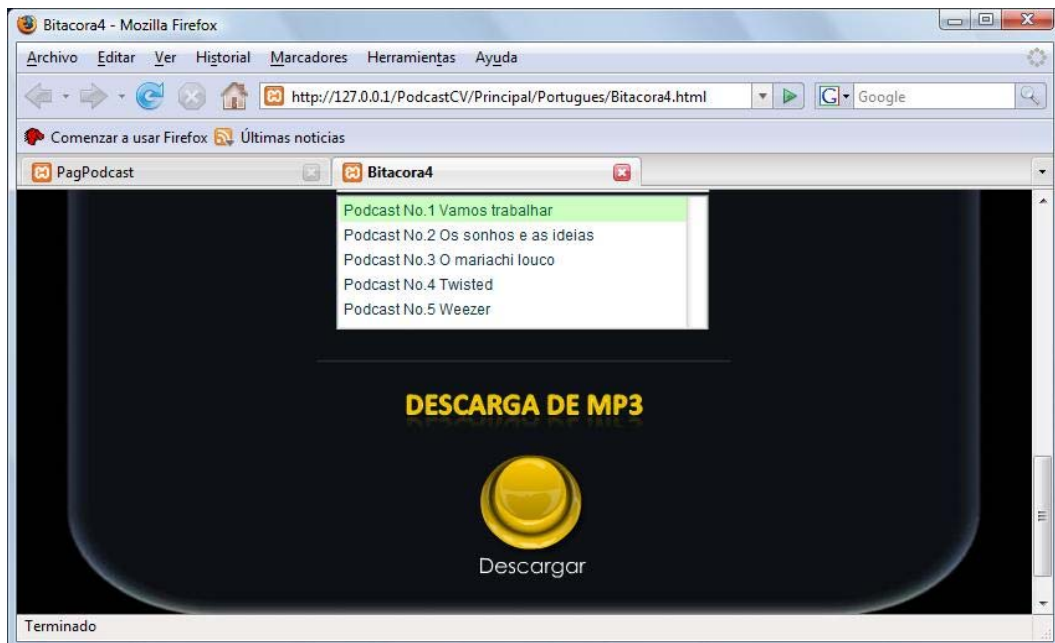 Bitacora4 - Mozilla Firefox
Archivo Editar Ver Historial Marcadores Herramientas Ayuda
http://127.0.0.1/PodcastCV/Principal/Portugues/Bitacora4.html G Google
Comenzar a usar Firefox Últimas noticias
PagPodcast Bitacora4
Podcast No.1 Vamos trabalhar
Podcast No.2 Os sonhos e as ideias
Podcast No.3 O mariachi louco
Podcast No.4 Twisted
Podcast No.5 Weezer
DESCARGA DE MP3
Descargar
Terminado